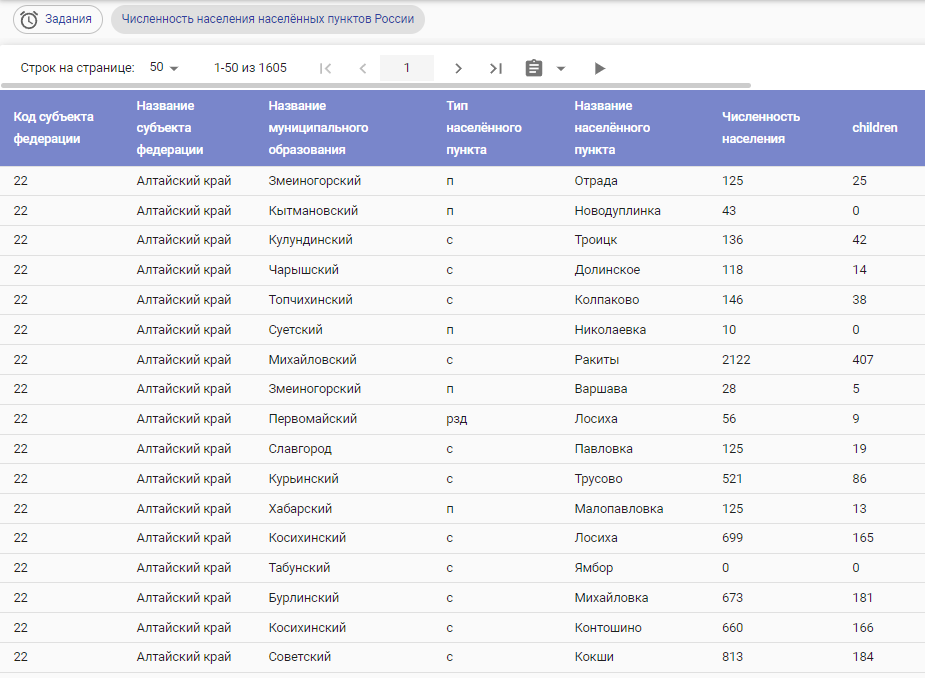 Задания Численность населения населённых пунктов России
Строк на странице: 50 1-50 из 1605 1
Код субъекта федерации Название субъекта федерации Название муниципального образования Тип населённого пункта Название населённого пункта Численность населения children
22 Алтайский край Змеиногорский п Отрада 125 25
22 Алтайский край Кытмановский п Новодуплинка 43 0
22 Алтайский край Кулундинский с Троицк 136 42
22 Алтайский край Чарышский с Долинское 118 14
22 Алтайский край Топчихинский с Колпаково 146 38
22 Алтайский край Суетский п Николаевка 10 0
22 Алтайский край Михайловский с Ракиты 2122 407
22 Алтайский край Змеиногорский п Варшава 28 5
22 Алтайский край Первомайский рзд Лосиха 56 9
22 Алтайский край Славгород с Павловка 125 19
22 Алтайский край Курьинский с Трусово 521 86
22 Алтайский край Хабарский п Малопавловка 125 13
22 Алтайский край Косихинский с Лосиха 699 165
22 Алтайский край Табунский с Ямбор 0 0
22 Алтайский край Бурлинский с Михайловка 673 181
22 Алтайский край Косихинский с Контошино 660 166
22 Алтайский край Советский с Кокши 813 184